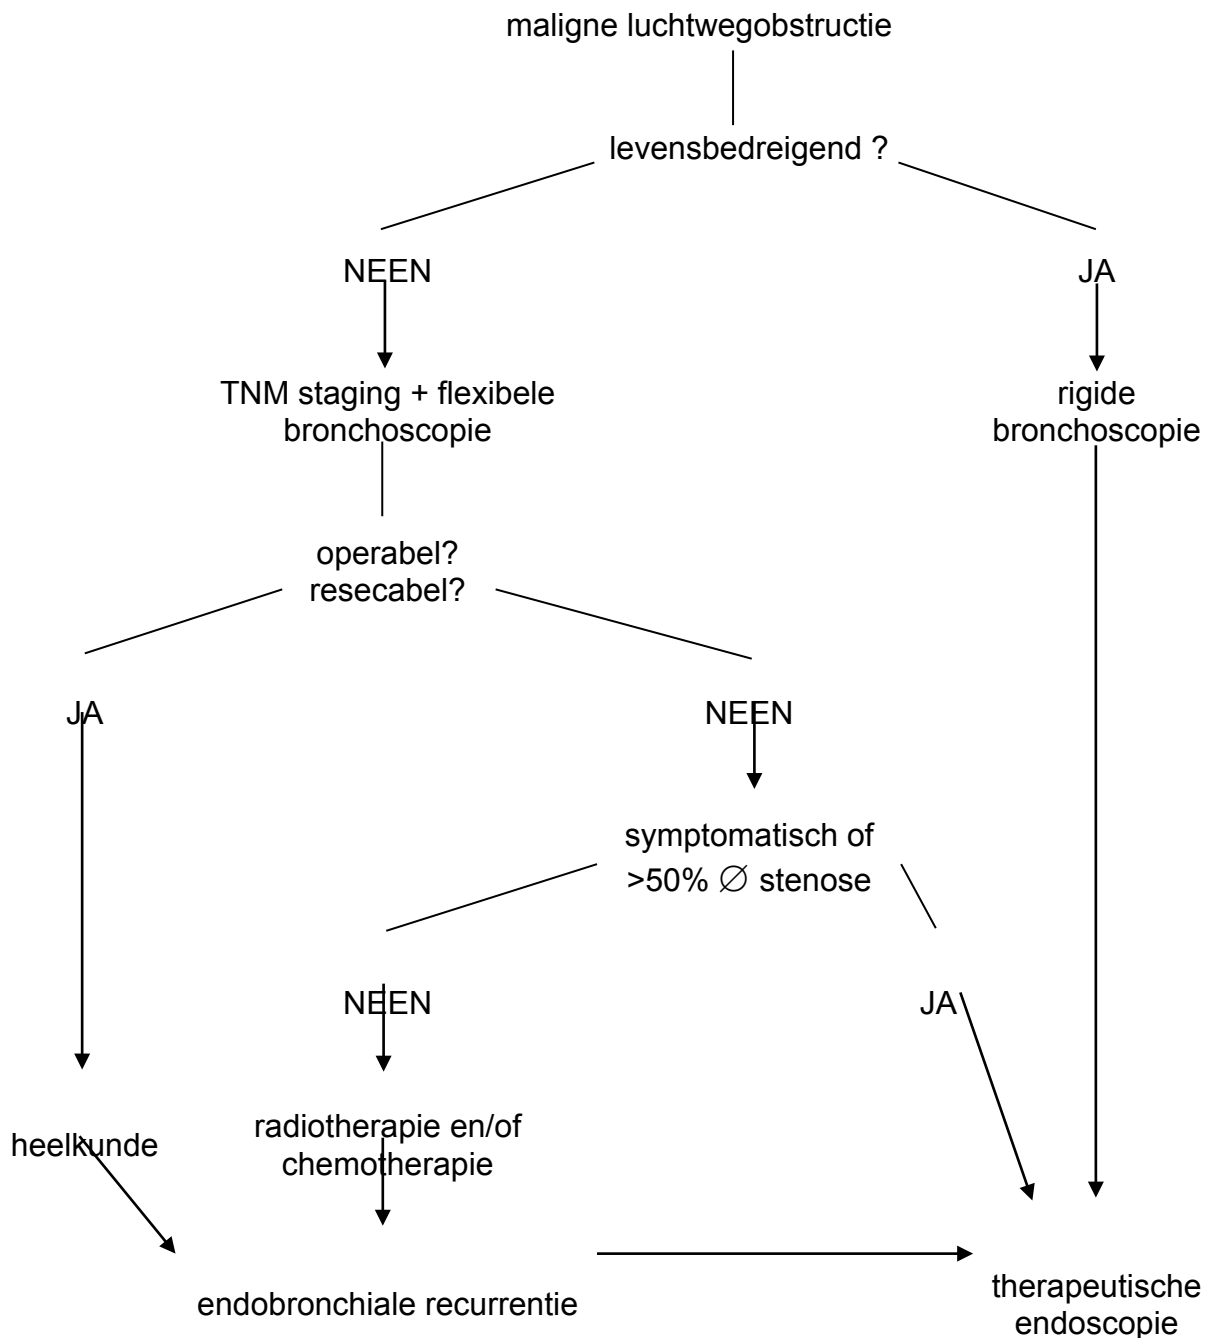 maligne luchtwegobstructie
levensbedreigend ?
NEEN
JA
TNM staging + flexibele
bronchoscopie
rigide
bronchoscopie
operabel?
resecabel?
JA
NEEN
symptomatisch of
>50% ∅ stenose
NEEN
JA
heelkunde
radiotherapie en/of
chemotherapie
endobronchiale recurrentie
therapeutische
endoscopie